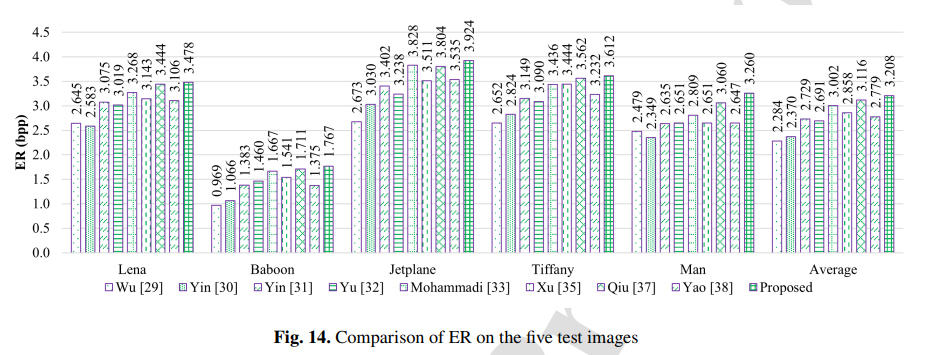 4.5
4.0
3.5
3.0
2.5
2.0
1.5
1.0
0.5
0.0
ER (bpp)
2.645 2.583 3.075 3.019 3.268 3.143 3.444 3.106 3.478
0.969 1.066 1.383 1.460 1.667 1.541 1.711 1.375 1.767
2.673 3.030 3.402 3.238 3.828 3.511 3.804 3.535 3.924
2.652 2.824 3.149 3.090 3.436 3.444 3.562 3.232 3.612
2.479 2.349 2.635 2.651 2.809 2.651 3.060 2.647 3.260
2.284 2.370 2.729 2.691 3.002 2.858 3.116 2.779 3.208
Lena Baboon Jetplane Tiffany Man Average
Wu [29] Yin [30] Yin [31] Yu [32] Mohammadi [33] Xu [35] Qiu [37] Yao [38] Proposed
Fig. 14. Comparison of ER on the five test images